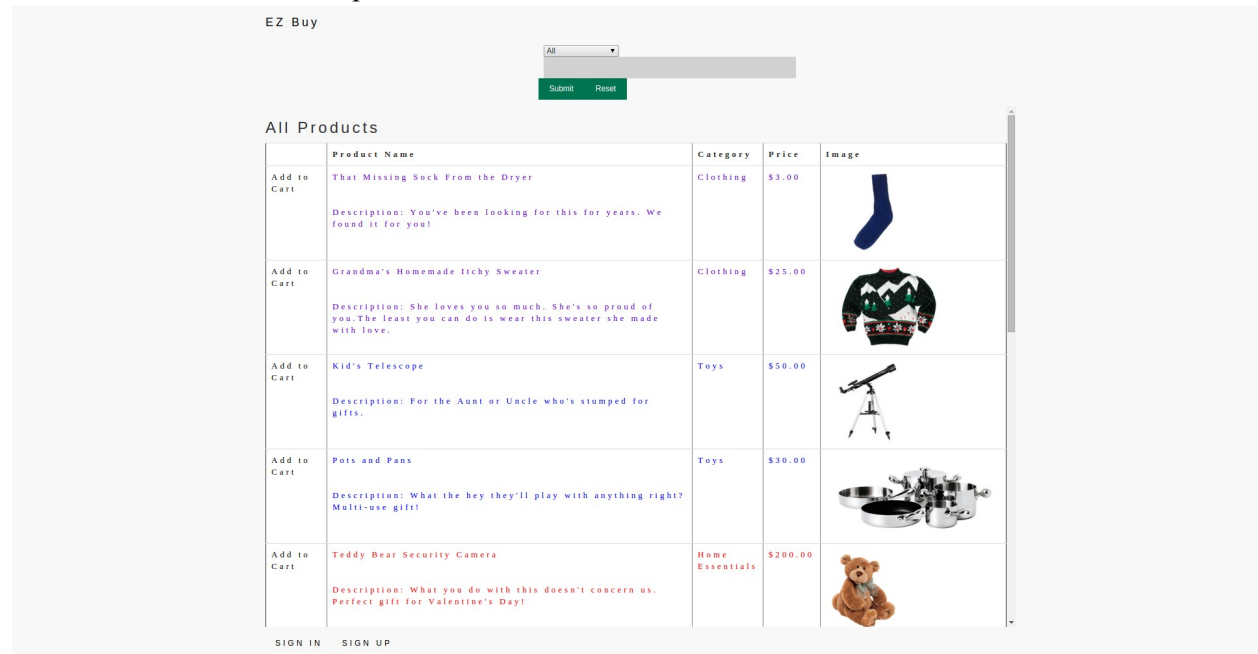 EZ Buy
All
Submit Reset
All Products
Product Name Category Price Image
Add to That Missing Sock From the Dryer Clothing $3.00
Cart
Description: You've been looking for this for years. We
found it for you!
Add to Grandma's Homemade Itchy Sweater Clothing $25.00
Cart
Description: She loves you so much. She's so proud of
you.The least you can do is wear this sweater she made
with love.
Add to Kid's Telescope Toys $50.00
Cart
Description: For the Aunt or Uncle who's stumped for
gifts.
Add to Pots and Pans Toys $30.00
Cart
Description: What the hey they'll play with anything right?
Multi-use gift!
Add to Teddy Bear Security Camera Home $200.00
Cart Essentials
Description: What you do with this doesn't concern us.
Perfect gift for Valentine's Day!
SIGN IN SIGN UP